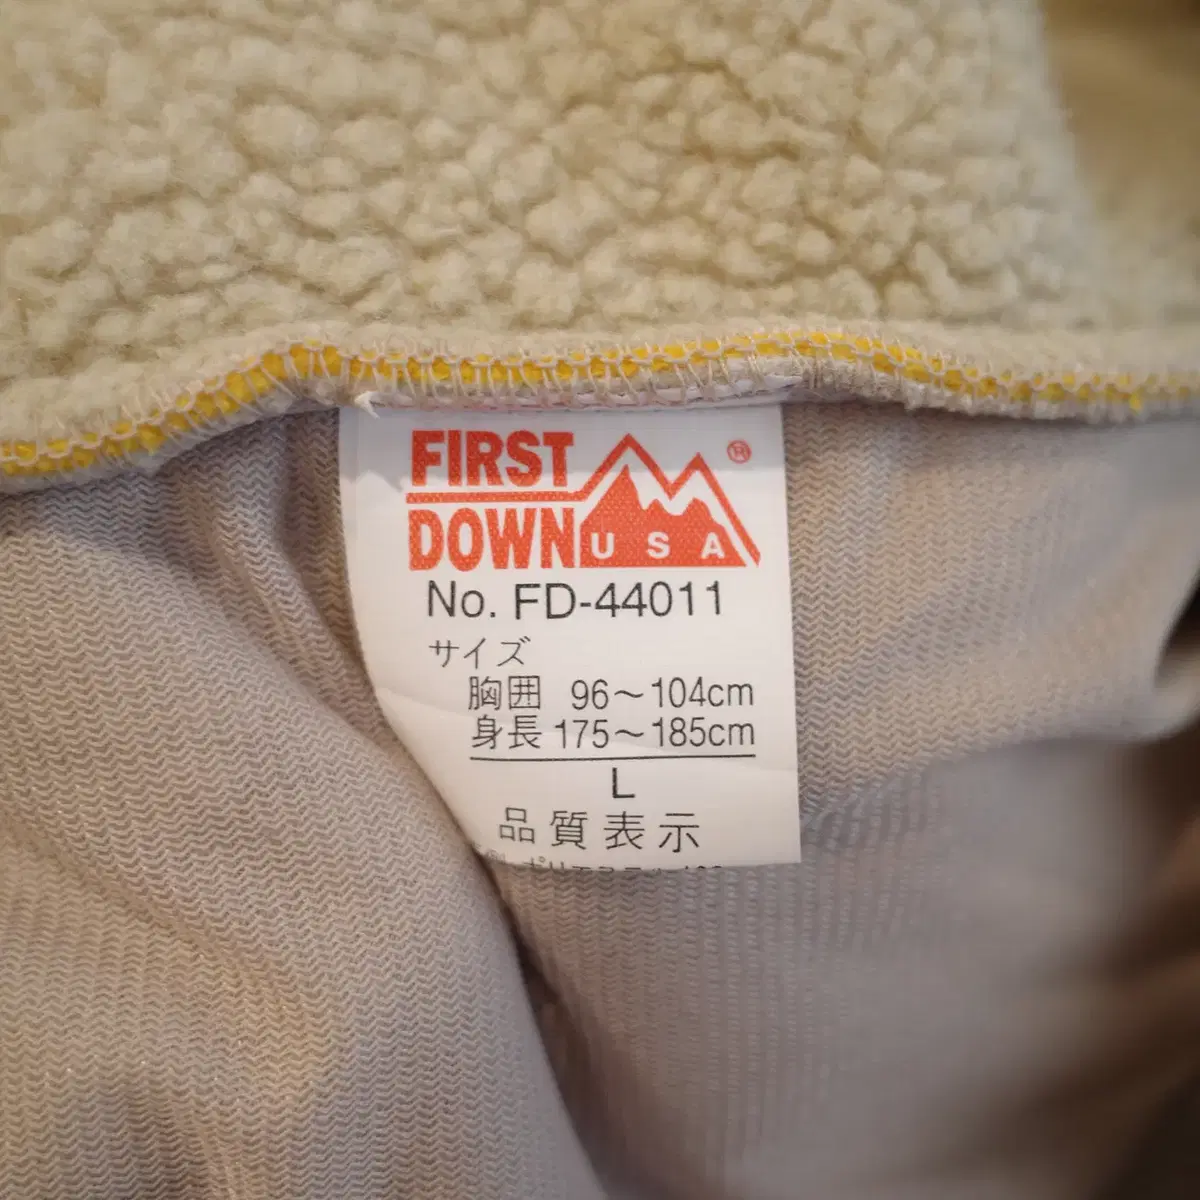 FIRST
DOWN USA ®
No. FD-44011
サイズ
胸囲 96～104cm
身長 175～185cm
L
品質表示